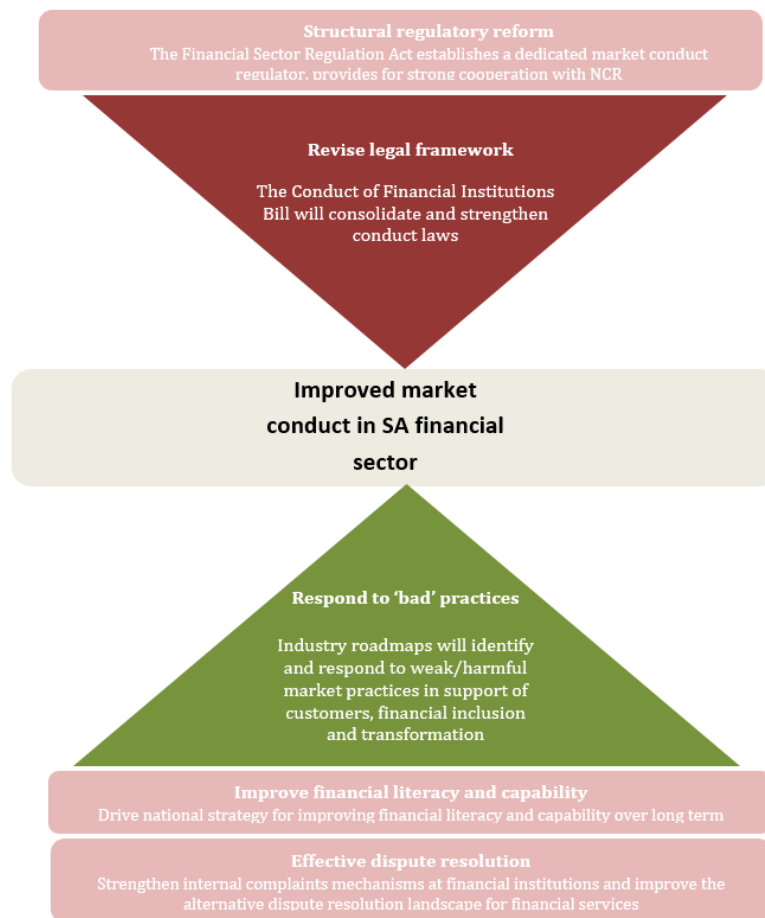 Structural regulatory reform
The Financial Sector Regulation Act establishes a dedicated market conduct
regulator, provides for strong cooperation with NCR
Revise legal framework
The Conduct of Financial Institutions
Bill will consolidate and strengthen
conduct laws
Improved market
conduct in SA financial
sector
Respond to ‘bad’ practices
Industry roadmaps will identify
and respond to weak/harmful
market practices in support of
customers, financial inclusion
and transformation
Improve financial literacy and capability
Drive national strategy for improving financial literacy and capability over long term
Effective dispute resolution
Strengthen internal complaints mechanisms at financial institutions and improve the
alternative dispute resolution landscape for financial services